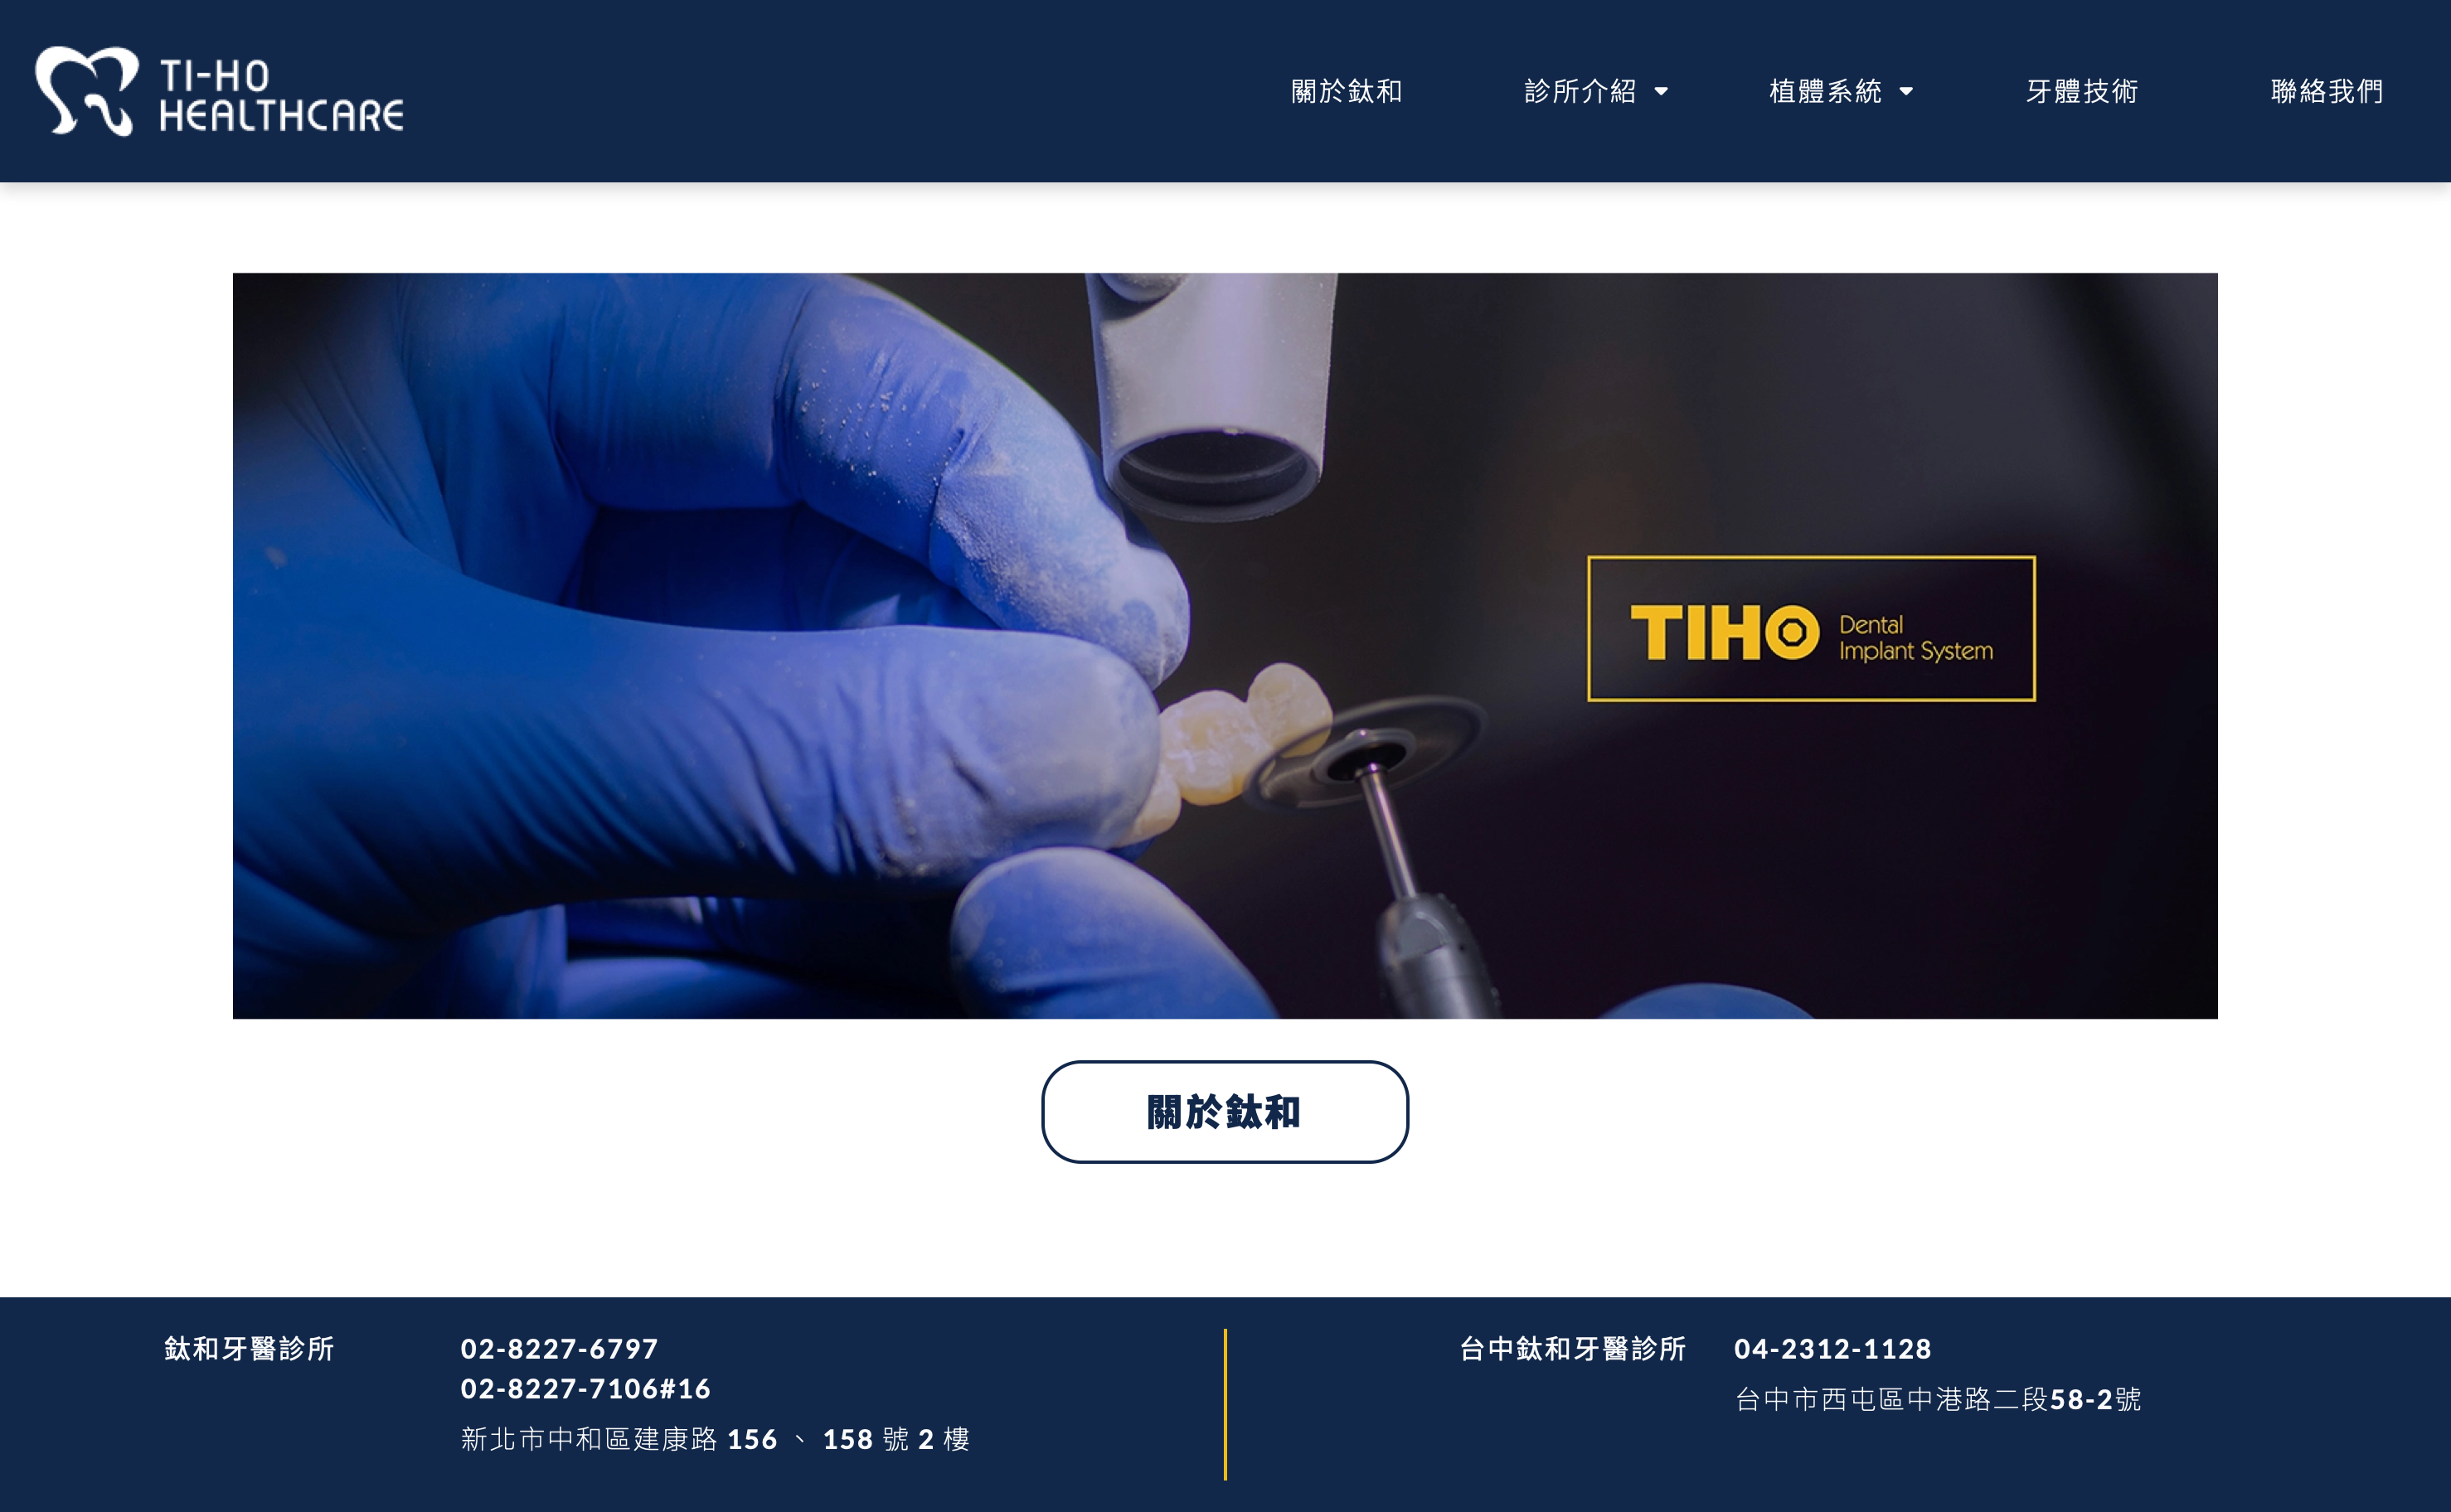 TI-HO
HEALTHCARE
關於鈦和
診所介紹
植體系統
牙體技術
聯絡我們
TIHO Dental
Implant System
關於鈦和
鈦和牙醫診所
02-8227-6797
02-8227-7106#16
新北市中和區建康路 156 、 158 號 2 樓
台中鈦和牙醫診所
04-2312-1128
台中市西屯區中港路二段58-2號